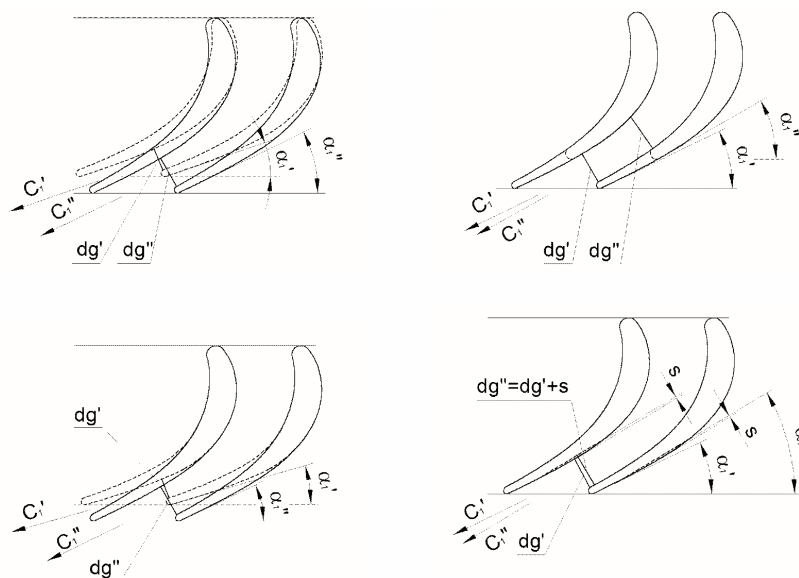 α₁'
α₁"
C₁'
C₁"
dg'
dg"
α₁"
α₁'
C₁'
C₁"
dg'
dg"
dg'
α₁'
α₁"
C₁'
C₁"
dg"
dg"=dg'+s
s
s
α₁'
C₁'
C₁"
dg'